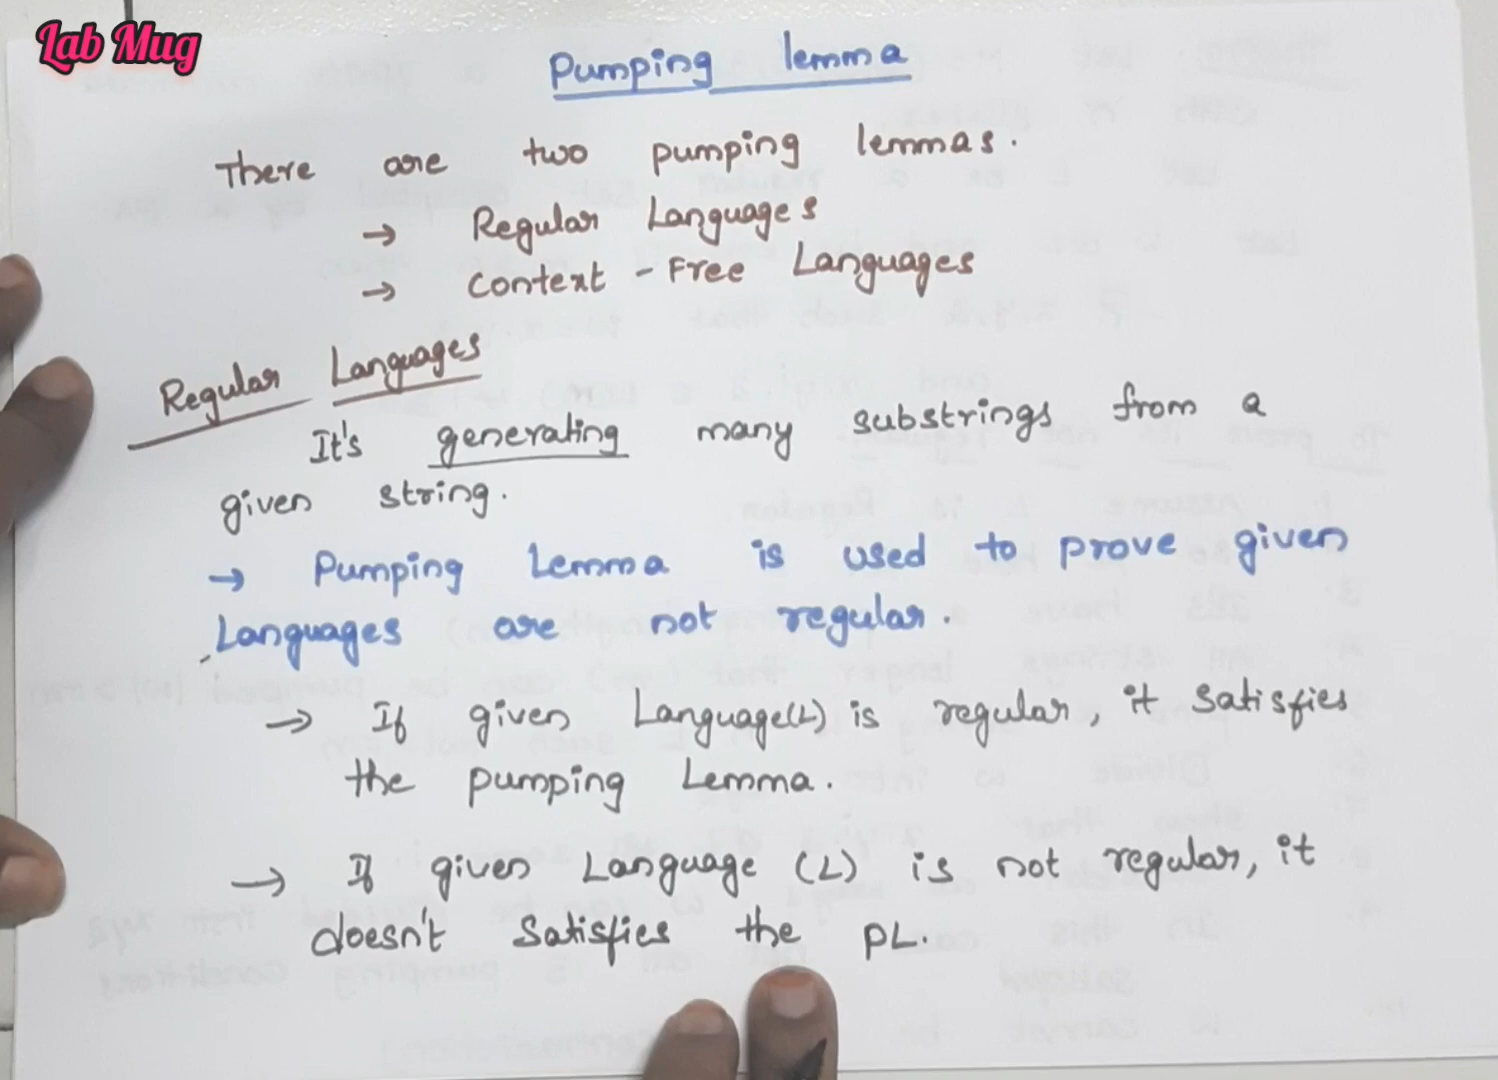 Lab Mug
Pumping lemma
There are two pumping lemmas.
→ Regular Languages
→ Context - Free Languages
Regular Languages
It's generating many substrings from a
given string.
→ Pumping Lemma is used to prove given
Languages are not regular.
→ If given Language(L) is regular, it satisfies
the pumping Lemma.
→ If given Language (L) is not regular, it
doesn't satisfies the PL.